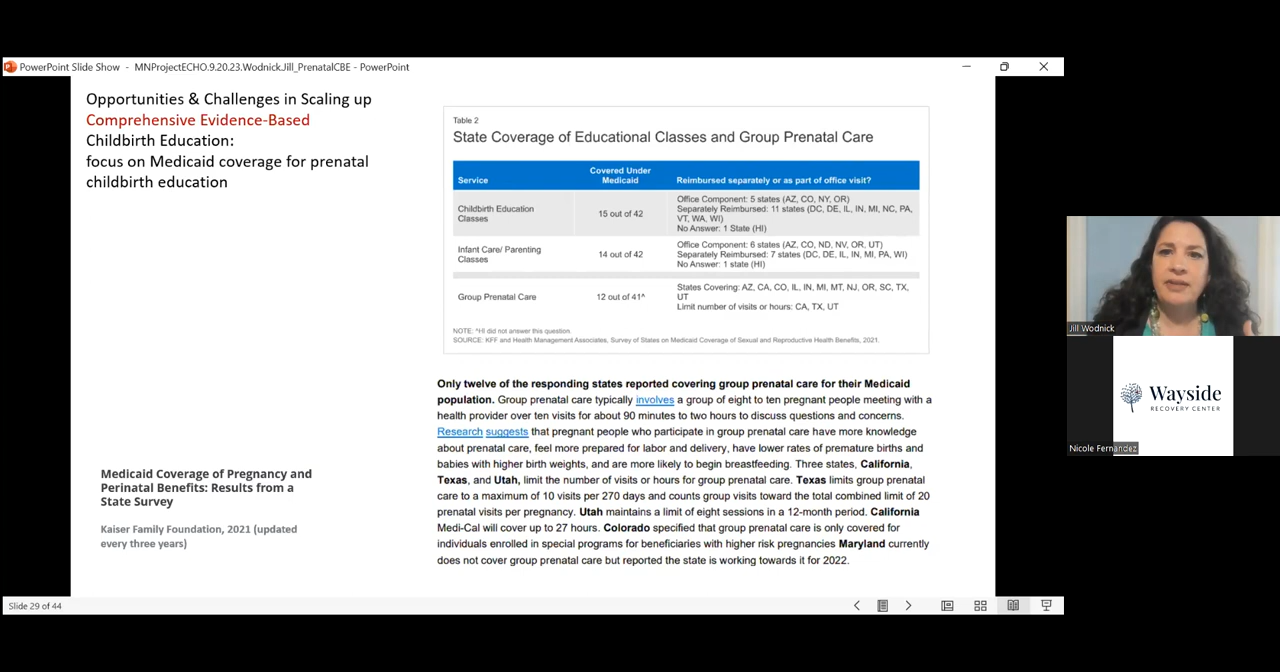 PowerPoint Slide Show - MNProjectECHO.9.20.23.Wodnick.Jill_PrenatalCBE - PowerPoint
Opportunities & Challenges in Scaling up
Comprehensive Evidence-Based
Childbirth Education:
focus on Medicaid coverage for prenatal
childbirth education
Medicaid Coverage of Pregnancy and
Perinatal Benefits: Results from a
State Survey
Kaiser Family Foundation, 2021 (updated
every three years)
Table 2
State Coverage of Educational Classes and Group Prenatal Care
Service
Covered Under
Medicaid
Reimbursed separately or as part of office visit?
Childbirth Education
Classes
15 out of 42
Office Component: 5 states (AZ, CO, NY, OR)
Separately Reimbursed: 11 states (DC, DE, IL, IN, MI, NC, PA,
VT, WA, WI)
No Answer: 1 State (HI)
Infant Care/ Parenting
Classes
14 out of 42
Office Component: 6 states (AZ, CO, ND, NV, OR, UT)
Separately Reimbursed: 7 states (DC, DE, IL, IN, MI, PA, WI)
No Answer: 1 state (HI)
Group Prenatal Care
12 out of 41^
States Covering: AZ, CA, CO, IL, IN, MI, MT, NJ, OR, SC, TX,
UT
Limit number of visits or hours: CA, TX, UT
NOTE: ^HI did not answer this question.
SOURCE: KFF and Health Management Associates, Survey of States on Medicaid Coverage of Sexual and Reproductive Health Benefits, 2021.
Only twelve of the responding states reported covering group prenatal care for their Medicaid
population. Group prenatal care typically involves a group of eight to ten pregnant people meeting with a
health provider over ten visits for about 90 minutes to two hours to discuss questions and concerns.
Research suggests that pregnant people who participate in group prenatal care have more knowledge
about prenatal care, feel more prepared for labor and delivery, have lower rates of premature births and
babies with higher birth weights, and are more likely to begin breastfeeding. Three states, California,
Texas, and Utah, limit the number of visits or hours for group prenatal care. Texas limits group prenatal
care to a maximum of 10 visits per 270 days and counts group visits toward the total combined limit of 20
prenatal visits per pregnancy. Utah maintains a limit of eight sessions in a 12-month period. California
Medi-Cal will cover up to 27 hours. Colorado specified that group prenatal care is only covered for
individuals enrolled in special programs for beneficiaries with higher risk pregnancies Maryland currently
does not cover group prenatal care but reported the state is working towards it for 2022.
Slide 29 of 44
Jill Wodnick
Wayside
RECOVERY CENTER
Nicole Fernandez